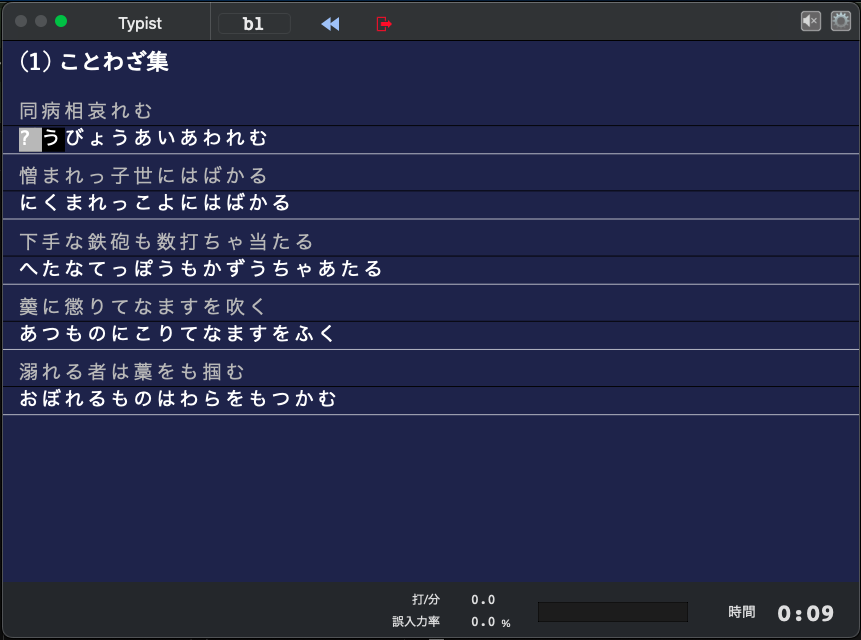 Typist
b1
(1) ことわざ集
同病相哀れむ
? うびょうあいあわれむ
憎まれっ子世にはばかる
にくまれっこよにはばかる
下手な鉄砲も数打ちゃ当たる
へたなてっぽうもかずうちゃあたる
羹に懲りてなますを吹く
あつものにこりてなますをふく
溺れる者は藁をも掴む
おぼれるものはわらをもつかむ
打/分 0.0
誤入力率 0.0 %
時間 0:09